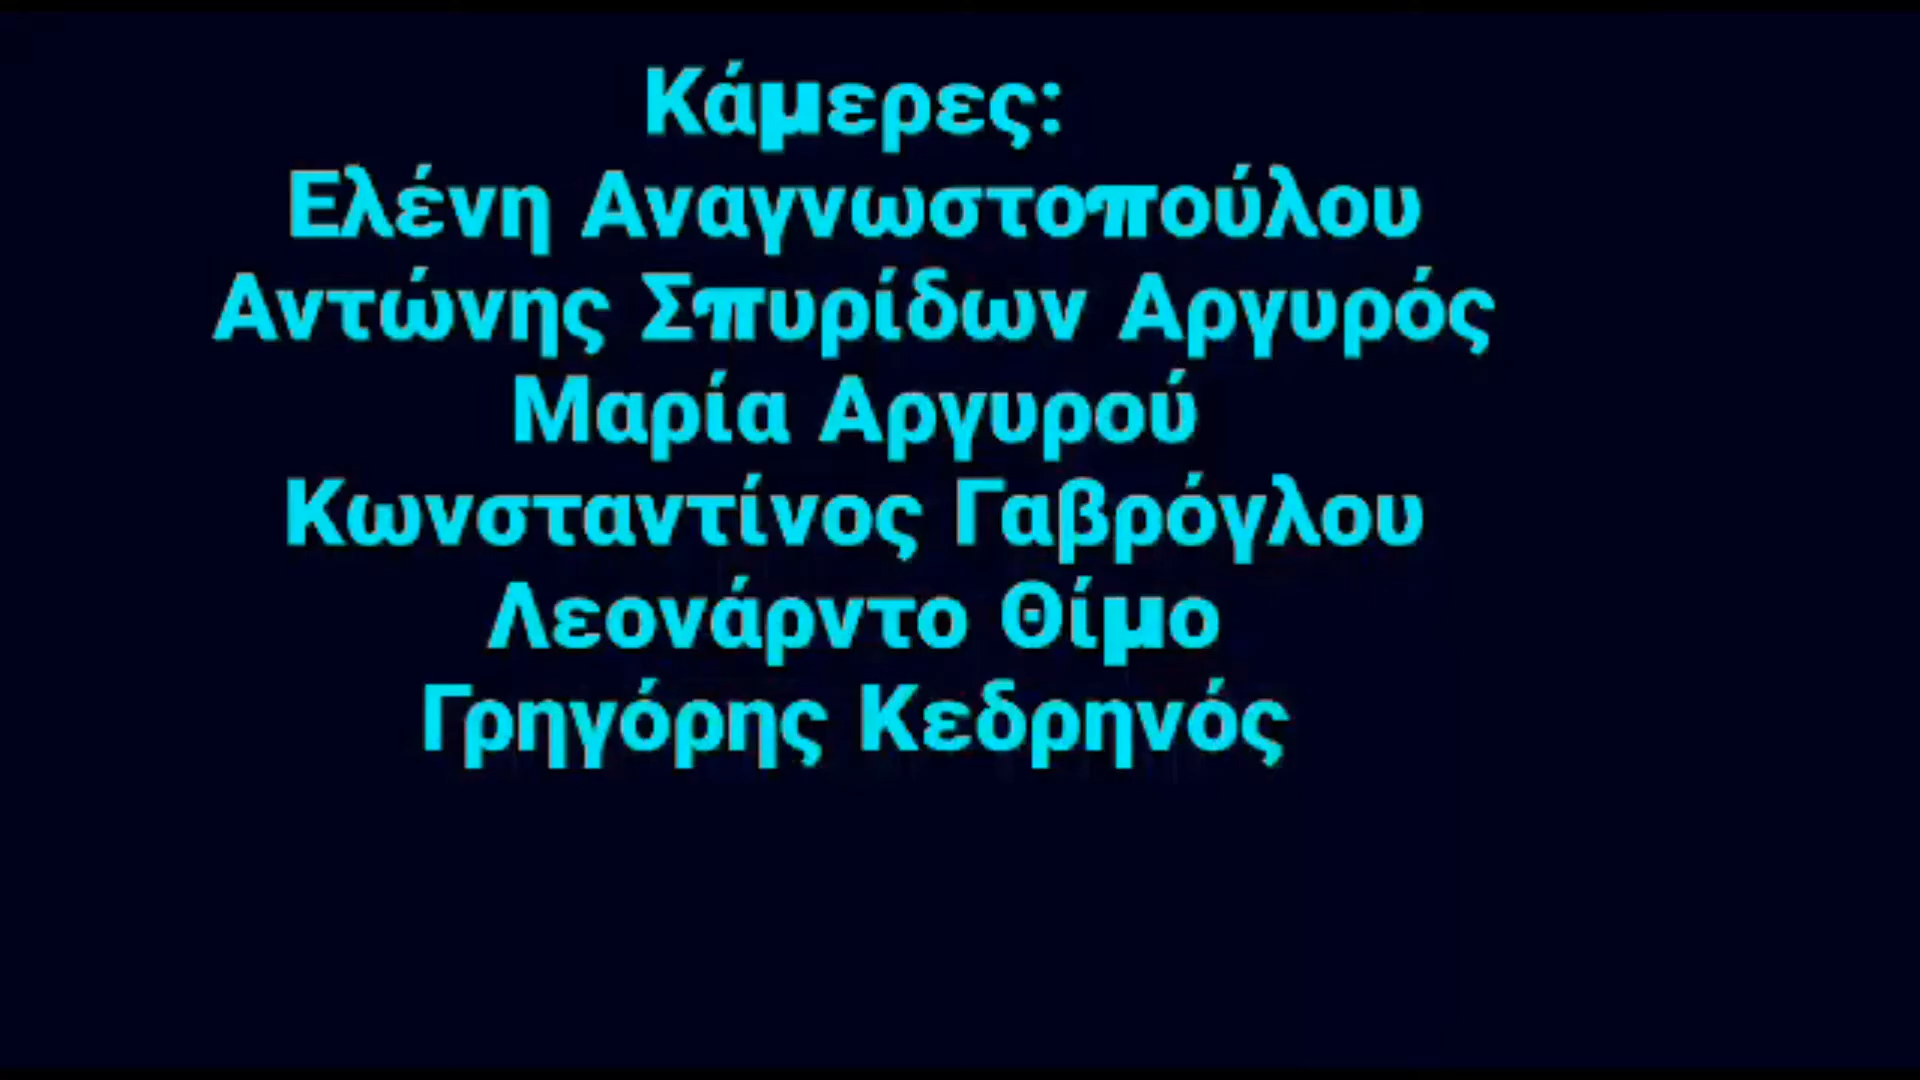 Κάμερες:
Ελένη Αναγνωστοπούλου
Αντώνης Σπυρίδων Αργυρός
Μαρία Αργυρού
Κωνσταντίνος Γαβρόγλου
Λεονάρντο Θίμο
Γρηγόρης Κεδρηνός